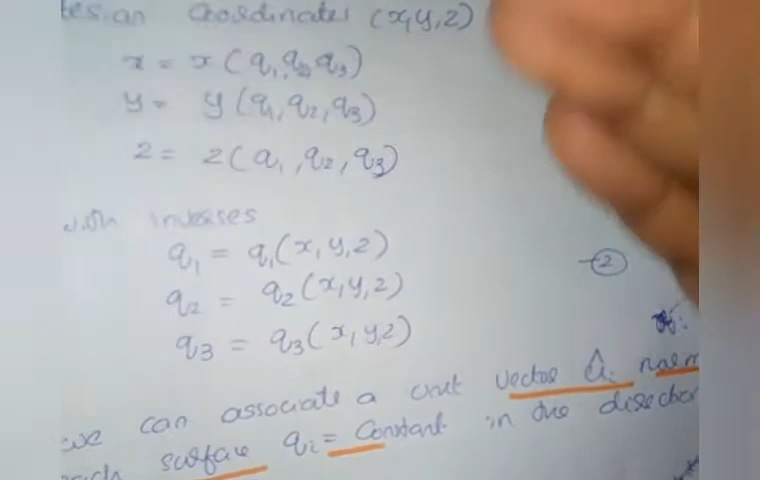 coordinates (x,y,z)
x = x (q1, q2, q3)
y = y (q1, q2, q3)
z = z (q1, q2, q3)
with inverses
q1 = q1 (x, y, z)
q2 = q2 (x, y, z) -②
q3 = q3 (x, y, z)
we can associate a unit vector âi
surface qi = constant in the